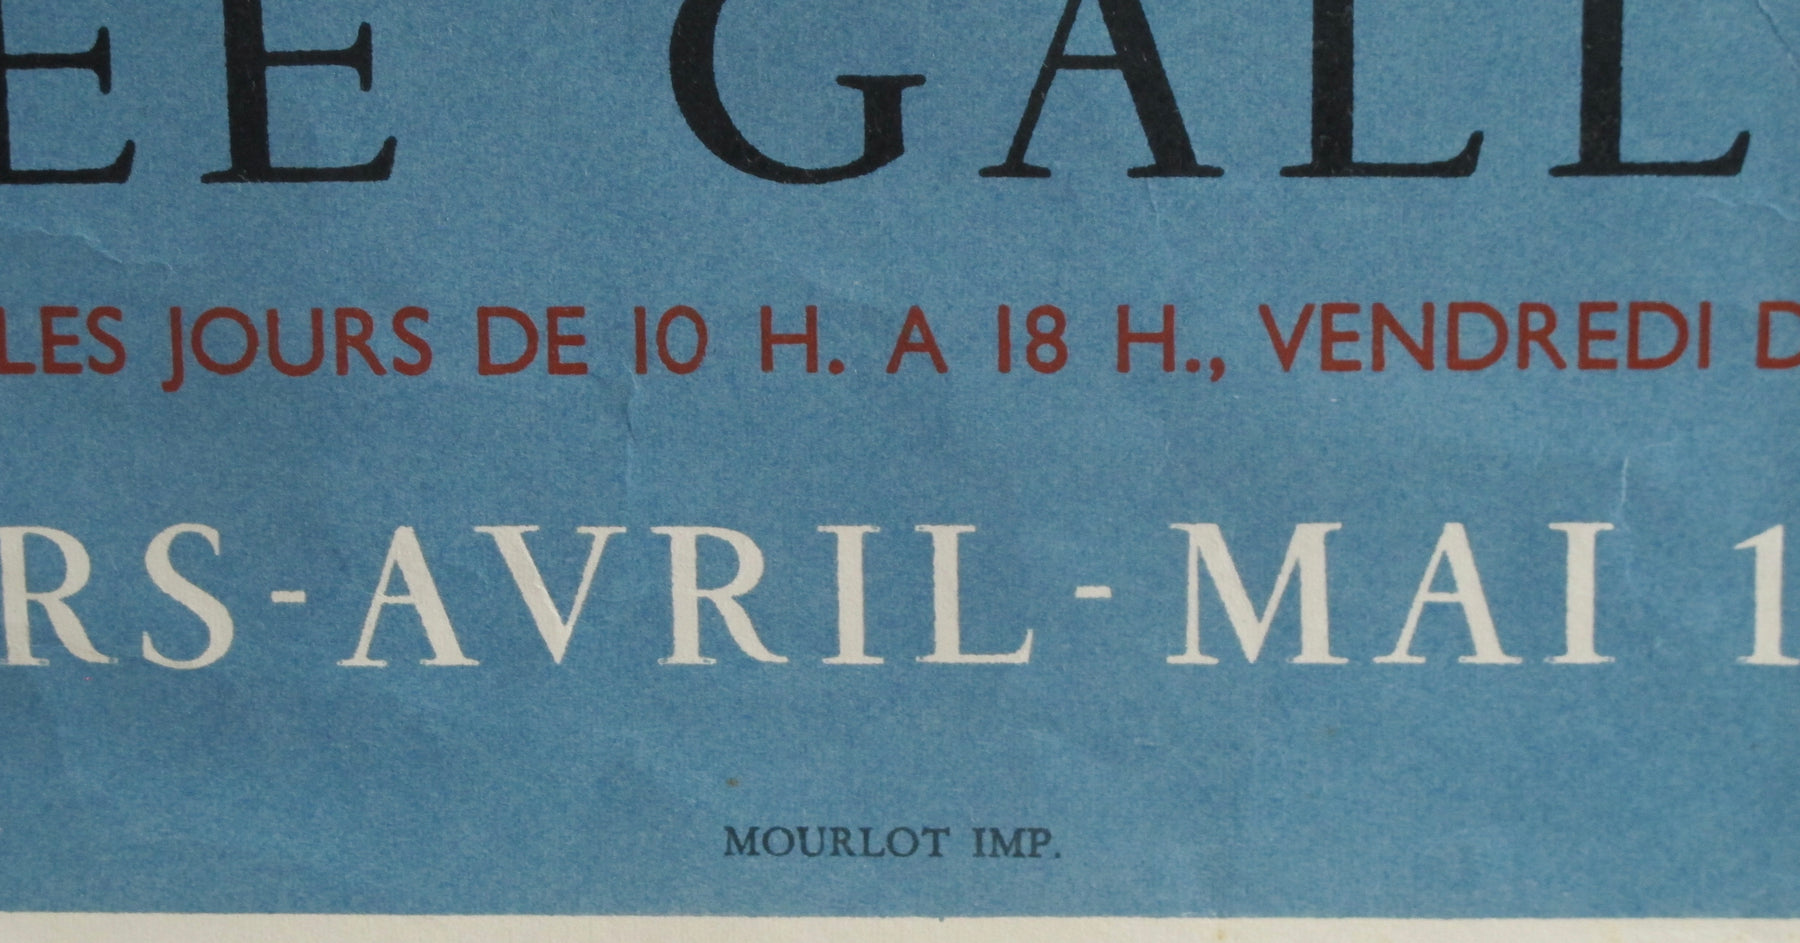 EE GALL
LES JOURS DE 10 H. A 18 H., VENDREDI D
RS - AVRIL - MAI 1
MOURLOT IMP.